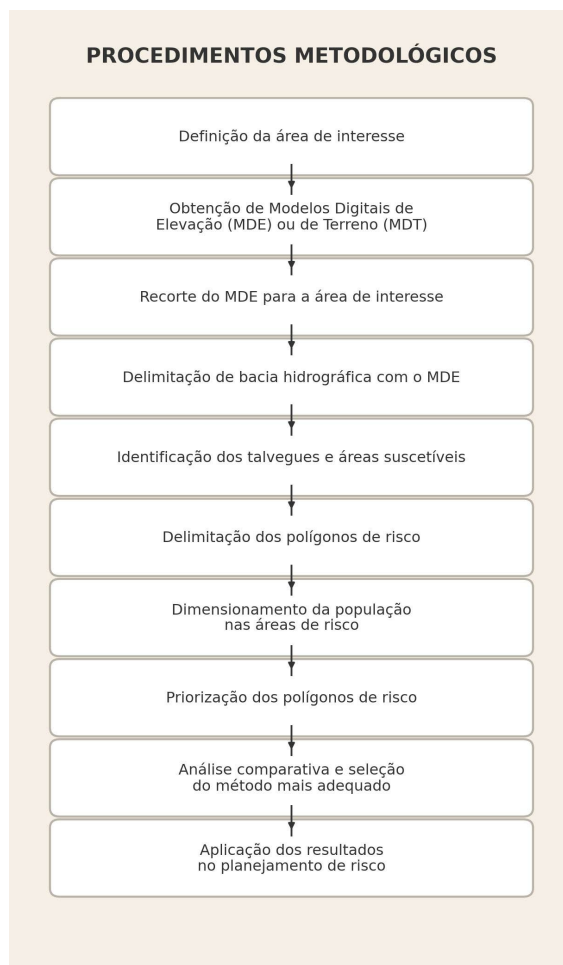 PROCEDIMENTOS METODOLÓGICOS
Definição da área de interesse
Obtenção de Modelos Digitais de
Elevação (MDE) ou de Terreno (MDT)
Recorte do MDE para a área de interesse
Delimitação de bacia hidrográfica com o MDE
Identificação dos talvegues e áreas suscetíveis
Delimitação dos polígonos de risco
Dimensionamento da população
nas áreas de risco
Priorização dos polígonos de risco
Análise comparativa e seleção
do método mais adequado
Aplicação dos resultados
no planejamento de risco